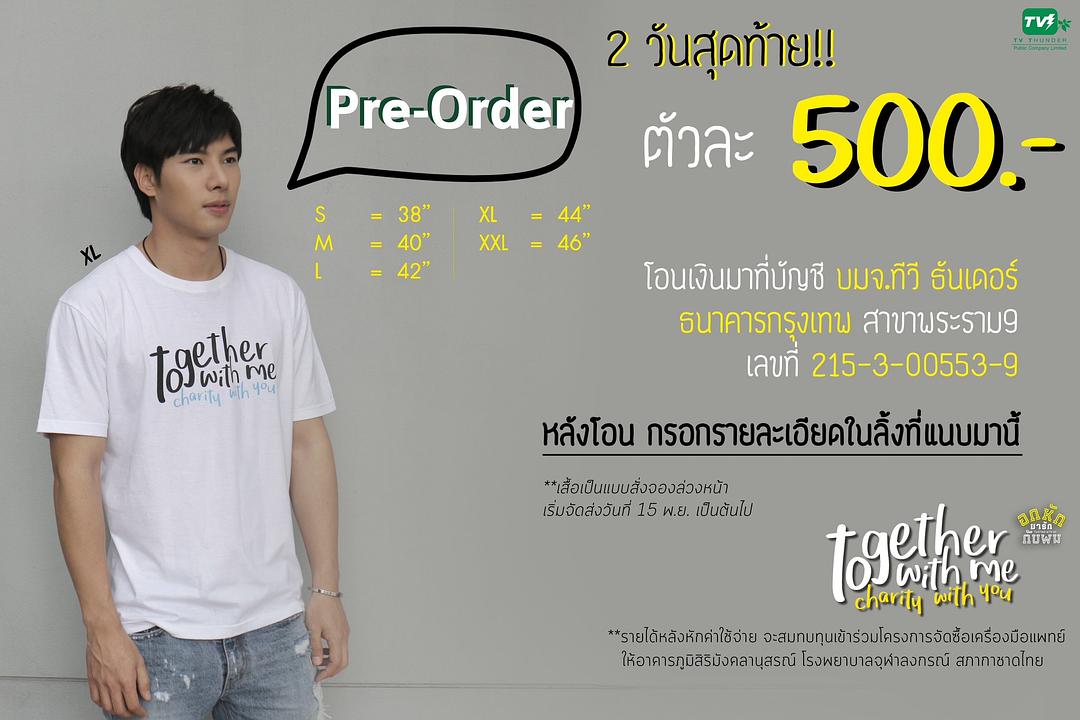 TV
TV THUNDER
Public Company Limited
2 วันสุดท้าย!!
Pre-Order
ตัวละ 500.-
S = 38”
M = 40”
L = 42”
XL = 44”
XXL = 46”
XL
together
with me
charity with you
โอนเงินมาที่บัญชี บมจ.ทีวี ธันเดอร์
ธนาคารกรุงเทพ สาขาพระราม9
เลขที่ 215-3-00553-9
หลังโอน กรอกรายละเอียดในลิ้งที่แนบมานี้
**เสื้อเป็นแบบสั่งจองล่วงหน้า
เริ่มจัดส่งวันที่ 15 พ.ย. เป็นต้นไป
together
with me
charity with you
อกหัก
มารัก
กับผม
**รายได้หลังหักค่าใช้จ่าย จะสมทบทุนเข้าร่วมโครงการจัดซื้อเครื่องมือแพทย์
ให้อาคารภูมิสิริมังคลานุสรณ์ โรงพยาบาลจุฬาลงกรณ์ สภากาชาดไทย